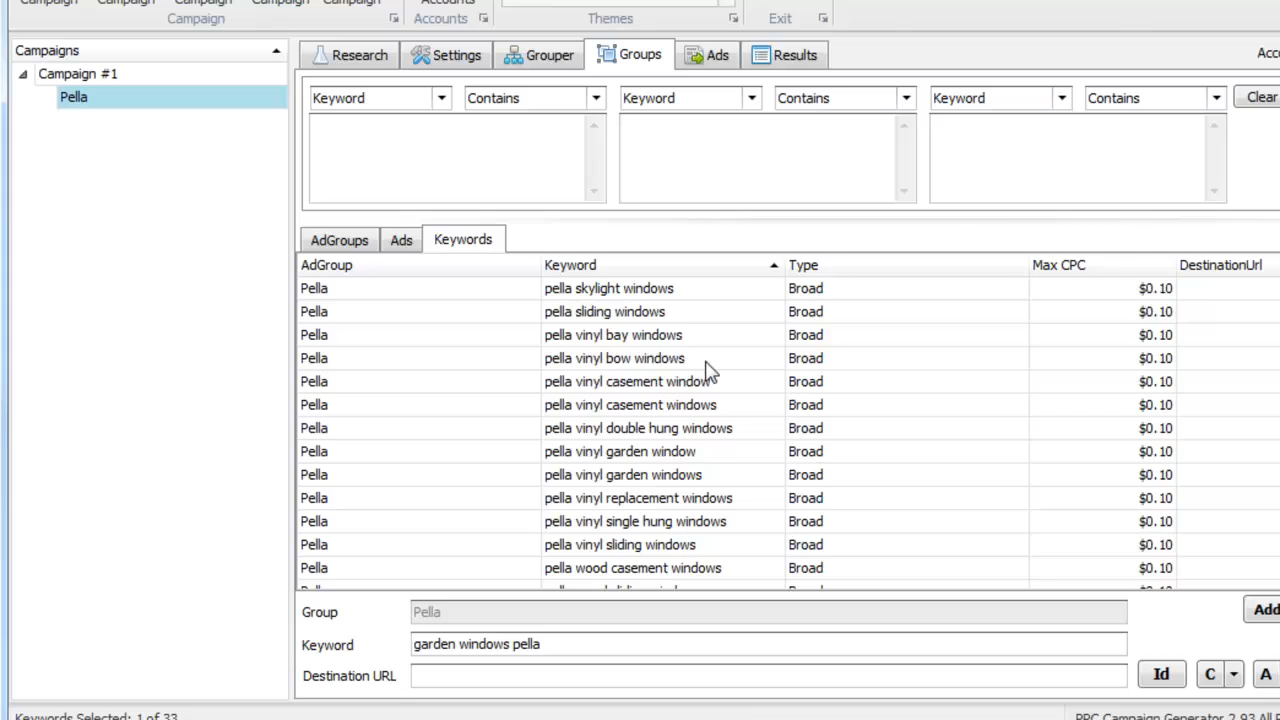 Campaign Campaign Campaign Campaign Campaign Accounts
Campaign Accounts Themes Exit
Campaigns
Campaign #1
Pella
Research Settings Grouper Groups Ads Results
Keyword Contains Keyword Contains Keyword Contains Clear
AdGroups Ads Keywords
AdGroup Keyword Type Max CPC DestinationUrl
Pella pella skylight windows Broad $0.10
Pella pella sliding windows Broad $0.10
Pella pella vinyl bay windows Broad $0.10
Pella pella vinyl bow windows Broad $0.10
Pella pella vinyl casement window Broad $0.10
Pella pella vinyl casement windows Broad $0.10
Pella pella vinyl double hung windows Broad $0.10
Pella pella vinyl garden window Broad $0.10
Pella pella vinyl garden windows Broad $0.10
Pella pella vinyl replacement windows Broad $0.10
Pella pella vinyl single hung windows Broad $0.10
Pella pella vinyl sliding windows Broad $0.10
Pella pella wood casement windows Broad $0.10
Group Pella Add
Keyword garden windows pella
Destination URL Id C A
Keywords Selected: 1 of 33 PPC Campaign Generator 2.93 All